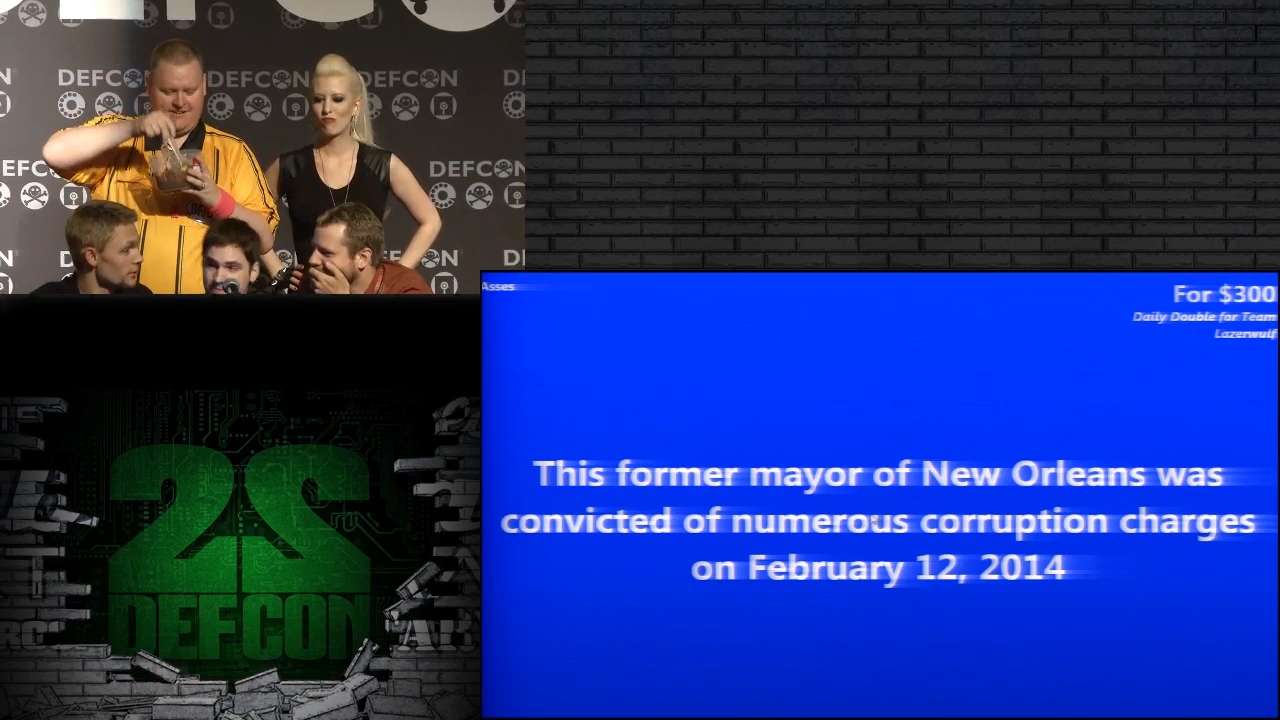 DEFCON
DEFCON
DEFCON
DEFC
DEFCON
DEFCON
Asses
For $300
Daily Double for Team
Lazerwulf
This former mayor of New Orleans was
convicted of numerous corruption charges
on February 12, 2014
22
DEFCON